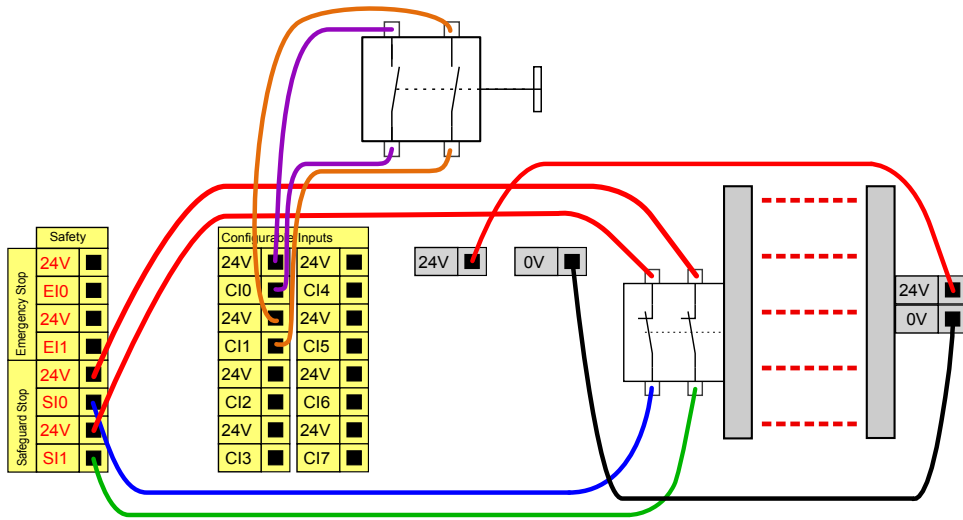 Safety
Emergency Stop
24V
EI0
24V
EI1
Safeguard Stop
24V
SI0
24V
SI1
Configurable Inputs
24V 24V
CI0 CI4
24V 24V
CI1 CI5
24V 24V
CI2 CI6
24V 24V
CI3 CI7
24V
0V
24V
0V